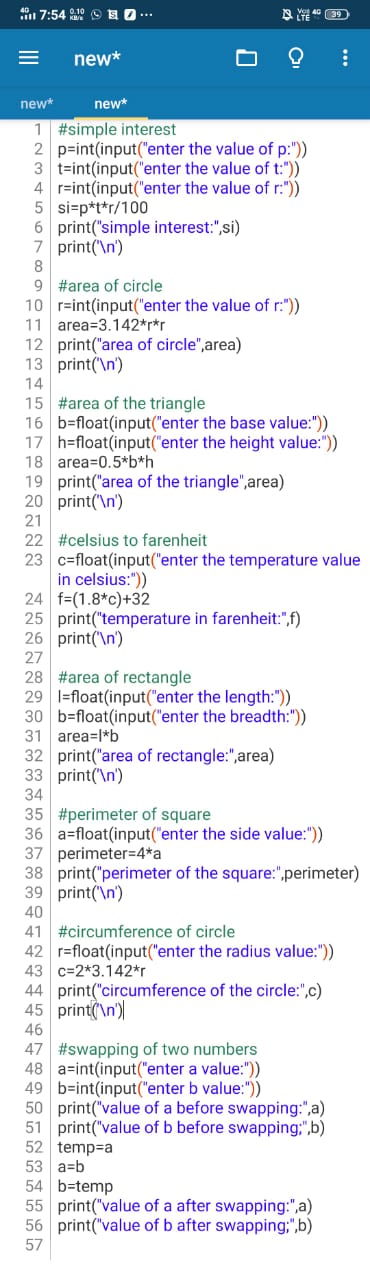 4G 7:54 0.10 KB/s ...
Vo) LTE 4G 39
new*
new* new*
1 #simple interest
2 p=int(input("enter the value of p:"))
3 t=int(input("enter the value of t:"))
4 r=int(input("enter the value of r:"))
5 si=p*t*r/100
6 print("simple interest:",si)
7 print('\n')
8
9 #area of circle
10 r=int(input("enter the value of r:"))
11 area=3.142*r*r
12 print("area of circle",area)
13 print('\n')
14
15 #area of the triangle
16 b=float(input("enter the base value:"))
17 h=float(input("enter the height value:"))
18 area=0.5*b*h
19 print("area of the triangle",area)
20 print('\n')
21
22 #celsius to farenheit
23 c=float(input("enter the temperature value
in celsius:"))
24 f=(1.8*c)+32
25 print("temperature in farenheit:",f)
26 print('\n')
27
28 #area of rectangle
29 l=float(input("enter the length:"))
30 b=float(input("enter the breadth:"))
31 area=l*b
32 print("area of rectangle:",area)
33 print('\n')
34
35 #perimeter of square
36 a=float(input("enter the side value:"))
37 perimeter=4*a
38 print("perimeter of the square:",perimeter)
39 print('\n')
40
41 #circumference of circle
42 r=float(input("enter the radius value:"))
43 c=2*3.142*r
44 print("circumference of the circle:",c)
45 print('\n')
46
47 #swapping of two numbers
48 a=int(input("enter a value:"))
49 b=int(input("enter b value:"))
50 print("value of a before swapping:",a)
51 print("value of b before swapping;",b)
52 temp=a
53 a=b
54 b=temp
55 print("value of a after swapping:",a)
56 print("value of b after swapping;",b)
57